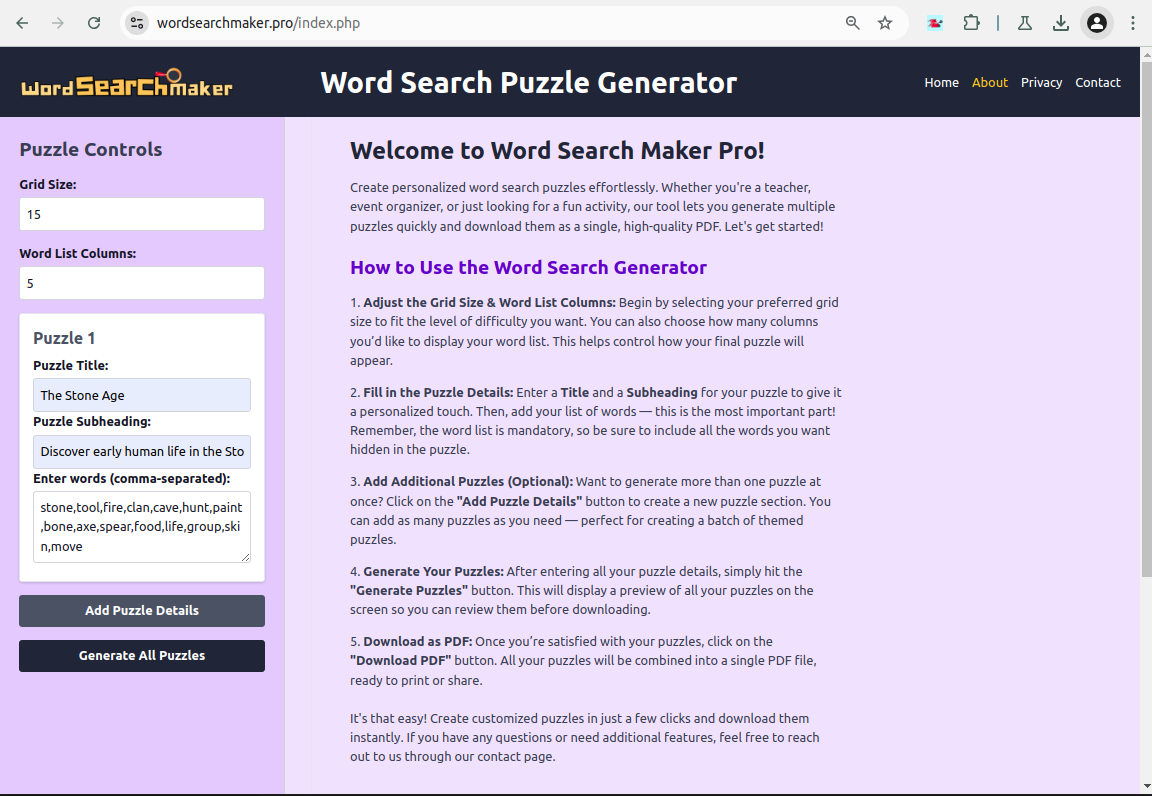 wordsearchmaker.pro/index.php
WordSearchmaker
Word Search Puzzle Generator
Home About Privacy Contact
Puzzle Controls
Grid Size:
15
Word List Columns:
5
Puzzle 1
Puzzle Title:
The Stone Age
Puzzle Subheading:
Discover early human life in the Sto
Enter words (comma-separated):
stone,tool,fire,clan,cave,hunt,paint
,bone,axe,spear,food,life,group,ski
n,move
Add Puzzle Details
Generate All Puzzles
Welcome to Word Search Maker Pro!
Create personalized word search puzzles effortlessly. Whether you're a teacher,
event organizer, or just looking for a fun activity, our tool lets you generate multiple
puzzles quickly and download them as a single, high-quality PDF. Let's get started!
How to Use the Word Search Generator
1. Adjust the Grid Size & Word List Columns: Begin by selecting your preferred grid
size to fit the level of difficulty you want. You can also choose how many columns
you’d like to display your word list. This helps control how your final puzzle will
appear.
2. Fill in the Puzzle Details: Enter a Title and a Subheading for your puzzle to give it
a personalized touch. Then, add your list of words — this is the most important part!
Remember, the word list is mandatory, so be sure to include all the words you want
hidden in the puzzle.
3. Add Additional Puzzles (Optional): Want to generate more than one puzzle at
once? Click on the "Add Puzzle Details" button to create a new puzzle section. You
can add as many puzzles as you need — perfect for creating a batch of themed
puzzles.
4. Generate Your Puzzles: After entering all your puzzle details, simply hit the
"Generate Puzzles" button. This will display a preview of all your puzzles on the
screen so you can review them before downloading.
5. Download as PDF: Once you’re satisfied with your puzzles, click on the
"Download PDF" button. All your puzzles will be combined into a single PDF file,
ready to print or share.
It's that easy! Create customized puzzles in just a few clicks and download them
instantly. If you have any questions or need additional features, feel free to reach
out to us through our contact page.